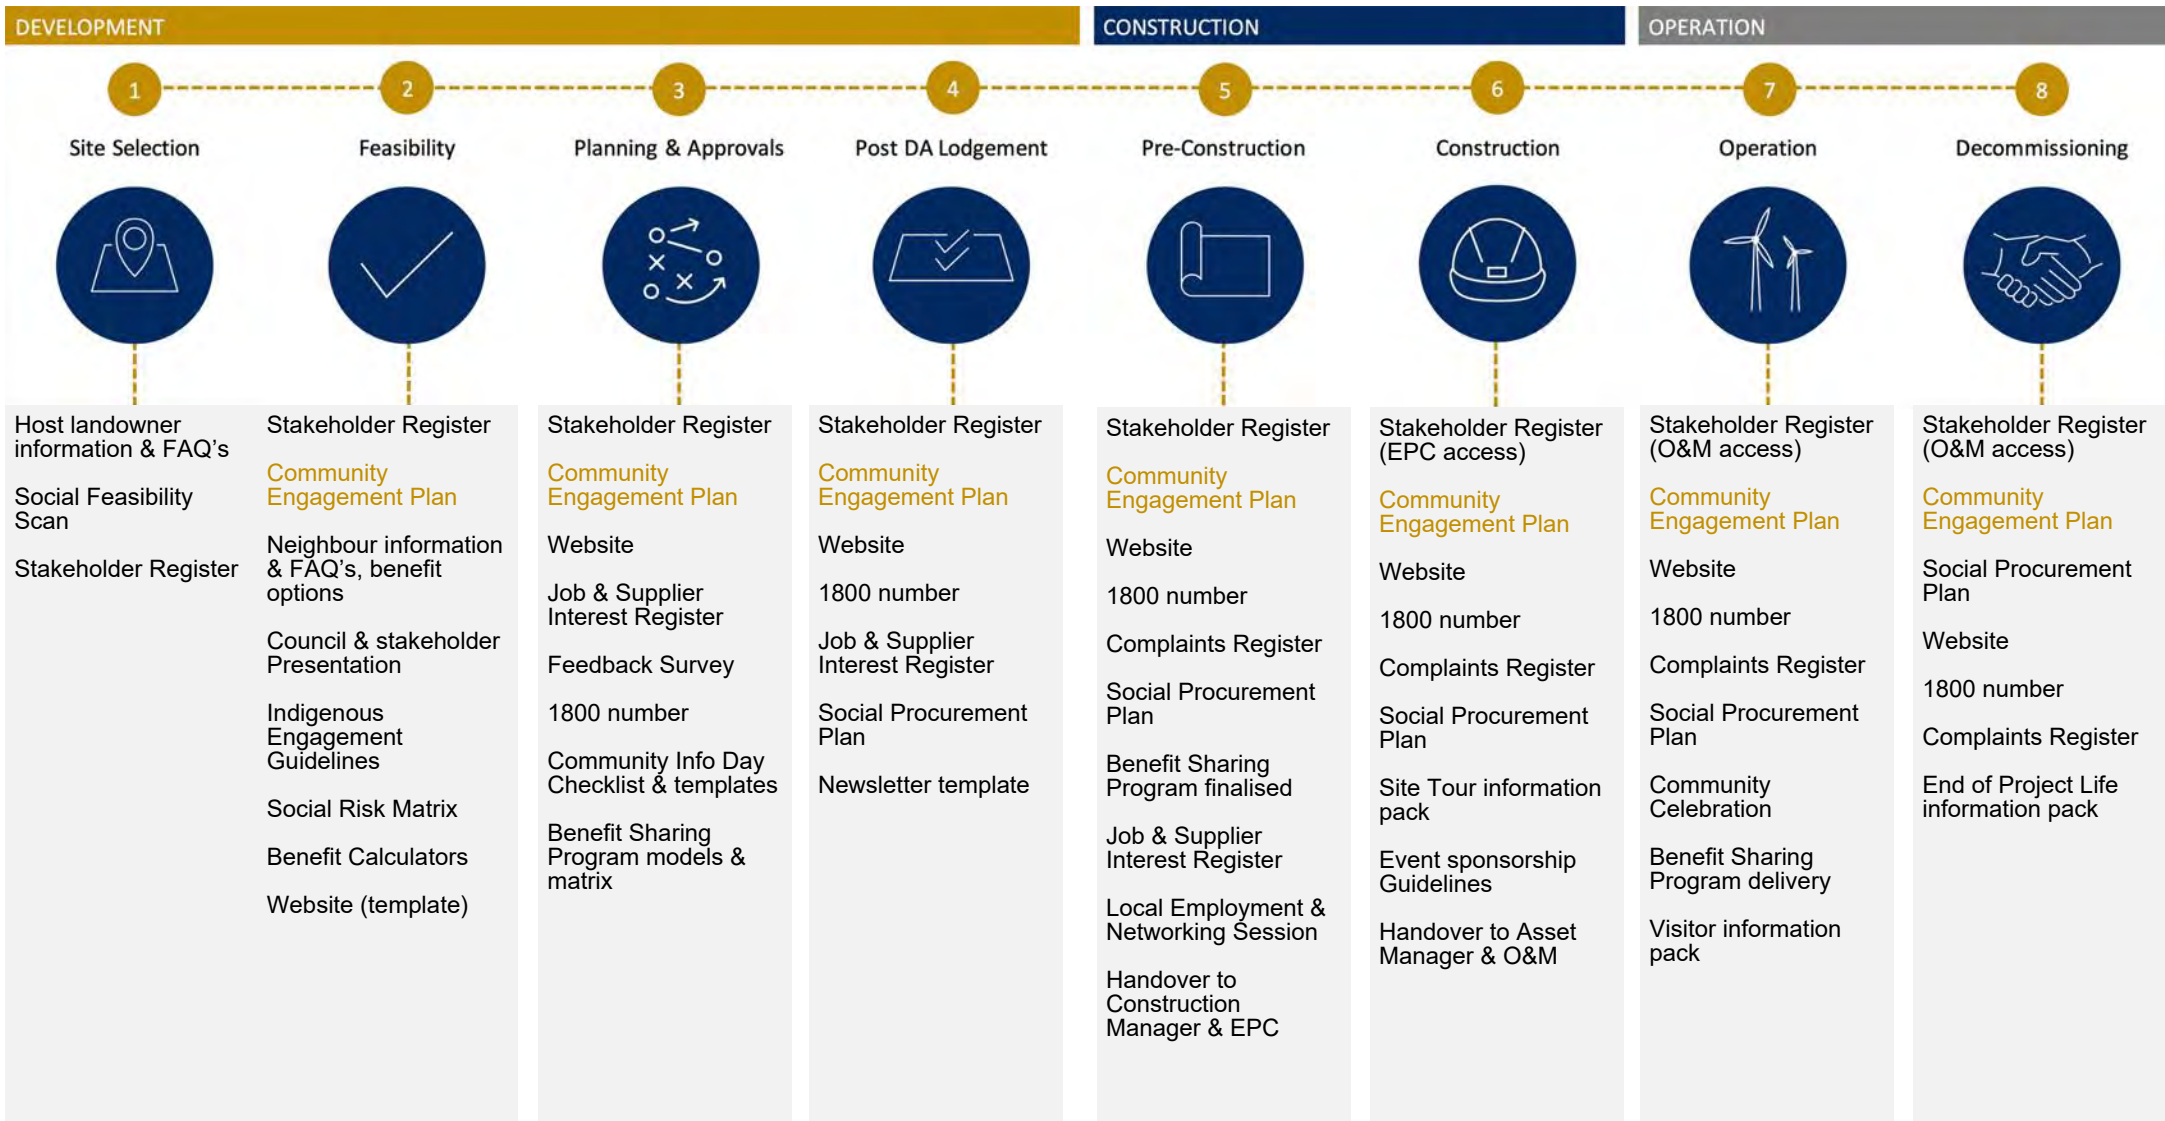 DEVELOPMENT
CONSTRUCTION
OPERATION
1
2
3
4
5
6
7
8
Site Selection
Feasibility
Planning & Approvals
Post DA Lodgement
Pre-Construction
Construction
Operation
Decommissioning
Host landowner
information & FAQ’s
Social Feasibility
Scan
Stakeholder Register
Stakeholder Register
Community
Engagement Plan
Neighbour information
& FAQ’s, benefit
options
Council & stakeholder
Presentation
Indigenous
Engagement
Guidelines
Social Risk Matrix
Benefit Calculators
Website (template)
Stakeholder Register
Community
Engagement Plan
Website
Job & Supplier
Interest Register
Feedback Survey
1800 number
Community Info Day
Checklist & templates
Benefit Sharing
Program models &
matrix
Stakeholder Register
Community
Engagement Plan
Website
1800 number
Job & Supplier
Interest Register
Social Procurement
Plan
Newsletter template
Stakeholder Register
Community
Engagement Plan
Website
1800 number
Complaints Register
Social Procurement
Plan
Benefit Sharing
Program finalised
Job & Supplier
Interest Register
Local Employment &
Networking Session
Handover to
Construction
Manager & EPC
Stakeholder Register
(EPC access)
Community
Engagement Plan
Website
1800 number
Complaints Register
Social Procurement
Plan
Site Tour information
pack
Event sponsorship
Guidelines
Handover to Asset
Manager & O&M
Stakeholder Register
(O&M access)
Community
Engagement Plan
Website
1800 number
Complaints Register
Social Procurement
Plan
Community
Celebration
Benefit Sharing
Program delivery
Visitor information
pack
Stakeholder Register
(O&M access)
Community
Engagement Plan
Social Procurement
Plan
Website
1800 number
Complaints Register
End of Project Life
information pack